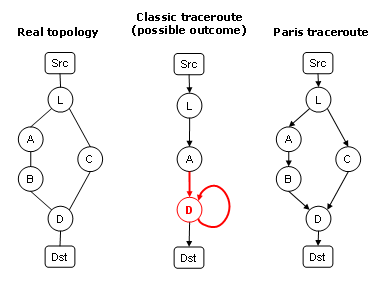 Real topology
Classic traceroute
(possible outcome)
Paris traceroute
Src
L
A
B
C
D
Dst
Src
L
A
D
Dst
Src
L
A
B
C
D
Dst